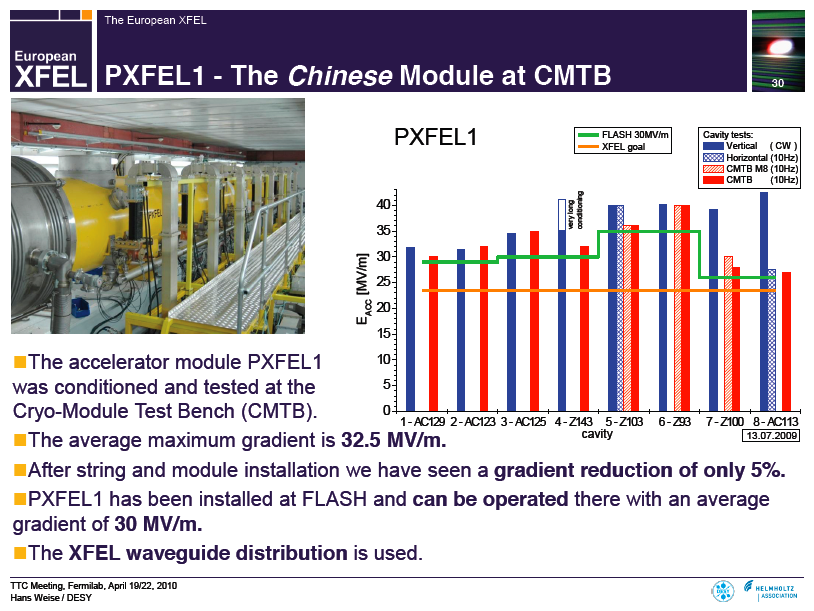 The European XFEL
European
XFEL
PXFEL1 - The Chinese Module at CMTB
30
PXFEL
PXFEL1
FLASH 30MV/m
XFEL goal
Cavity tests:
Vertical ( CW )
Horizontal (10Hz)
CMTB M8 (10Hz)
CMTB (10Hz)
very long
conditioning
E ACC [MV/m]
40
35
30
25
20
15
10
5
0
1 - AC129 2 - AC123 3 - AC125 4 - Z143 5 - Z103 6 - Z93 7 - Z100 8 - AC113
cavity
13.07.2009
The accelerator module PXFEL1
was conditioned and tested at the
Cryo-Module Test Bench (CMTB).
The average maximum gradient is 32.5 MV/m.
After string and module installation we have seen a gradient reduction of only 5%.
PXFEL1 has been installed at FLASH and can be operated there with an average
gradient of 30 MV/m.
The XFEL waveguide distribution is used.
TTC Meeting, Fermilab, April 19/22, 2010
Hans Weise / DESY
DESY
HELMHOLTZ
ASSOCIATION